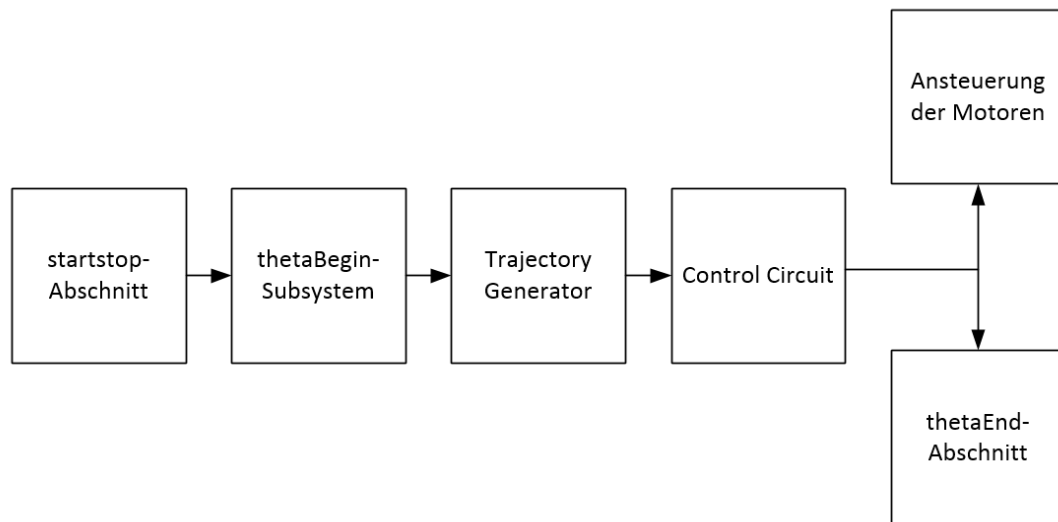 startstop-
Abschnitt
thetaBegin-
Subsystem
Trajectory
Generator
Control Circuit
Ansteuerung
der Motoren
thetaEnd-
Abschnitt